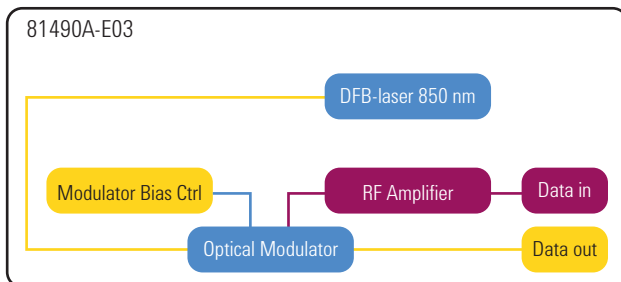 81490A-E03
DFB-laser 850 nm
Modulator Bias Ctrl
RF Amplifier
Data in
Optical Modulator
Data out